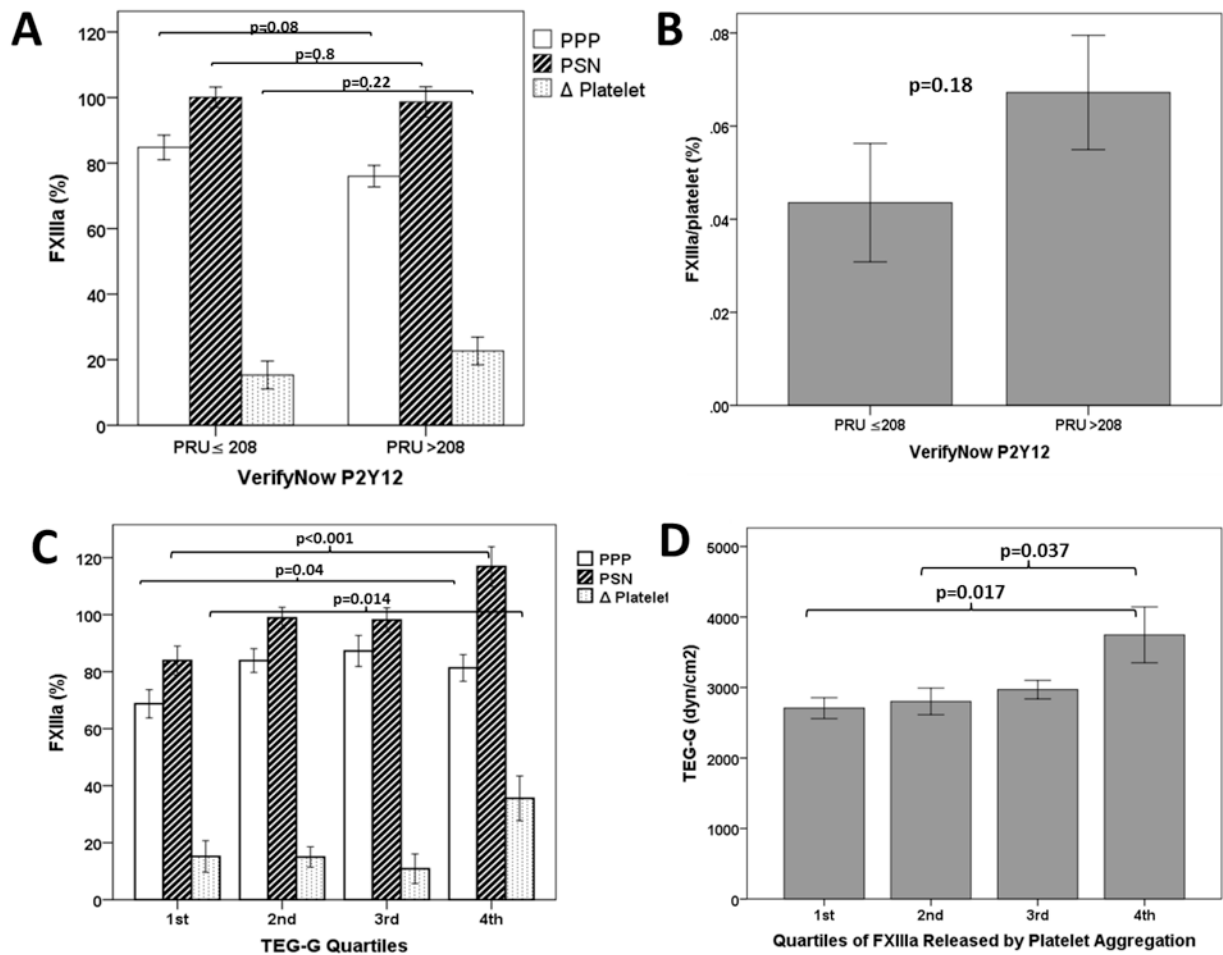 A
p=0.08
p=0.8
p=0.22
PPP
PSN
Δ Platelet
120
100
80
60
40
20
0
FXIIIa (%)
PRU ≤ 208
PRU >208
VerifyNow P2Y12
B
p=0.18
.08
.06
.04
.02
.00
FXIIIa/platelet (%)
PRU ≤208
PRU>208
VerifyNow P2Y12
C
p<0.001
p=0.04
p=0.014
PPP
PSN
Δ Platelet
120
100
80
60
40
20
0
FXIIIa (%)
1st
2nd
3rd
4th
TEG-G Quartiles
D
p=0.037
p=0.017
5000
4000
3000
2000
1000
0
TEG-G (dyn/cm2)
1st
2nd
3rd
4th
Quartiles of FXIIIa Released by Platelet Aggregation